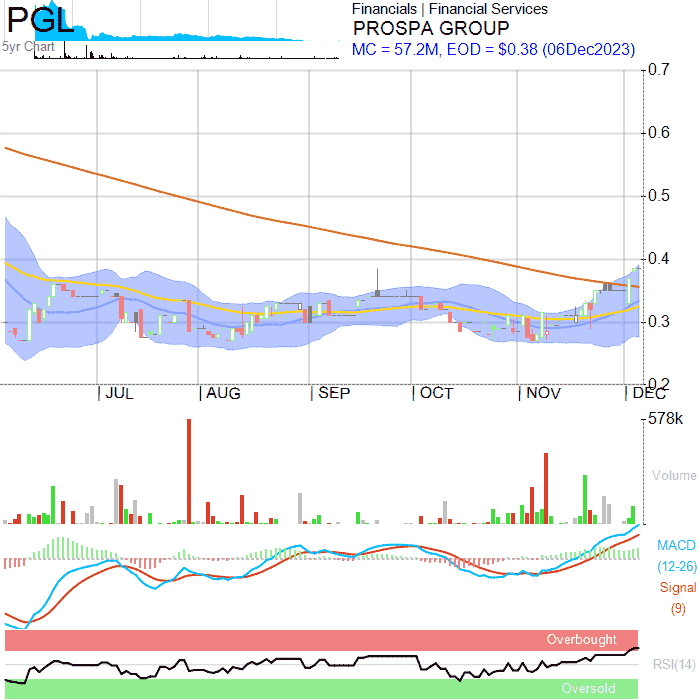 PGL
5yr Chart
Financials | Financial Services
PROSPA GROUP
MC = 57.2M, EOD = $0.38 (06Dec2023)
0.7
0.6
0.5
0.4
0.3
0.2
JUL AUG SEP OCT NOV DEC
578k
Volume
MACD
(12-26)
Signal
(9)
Overbought
RSI(14)
Oversold